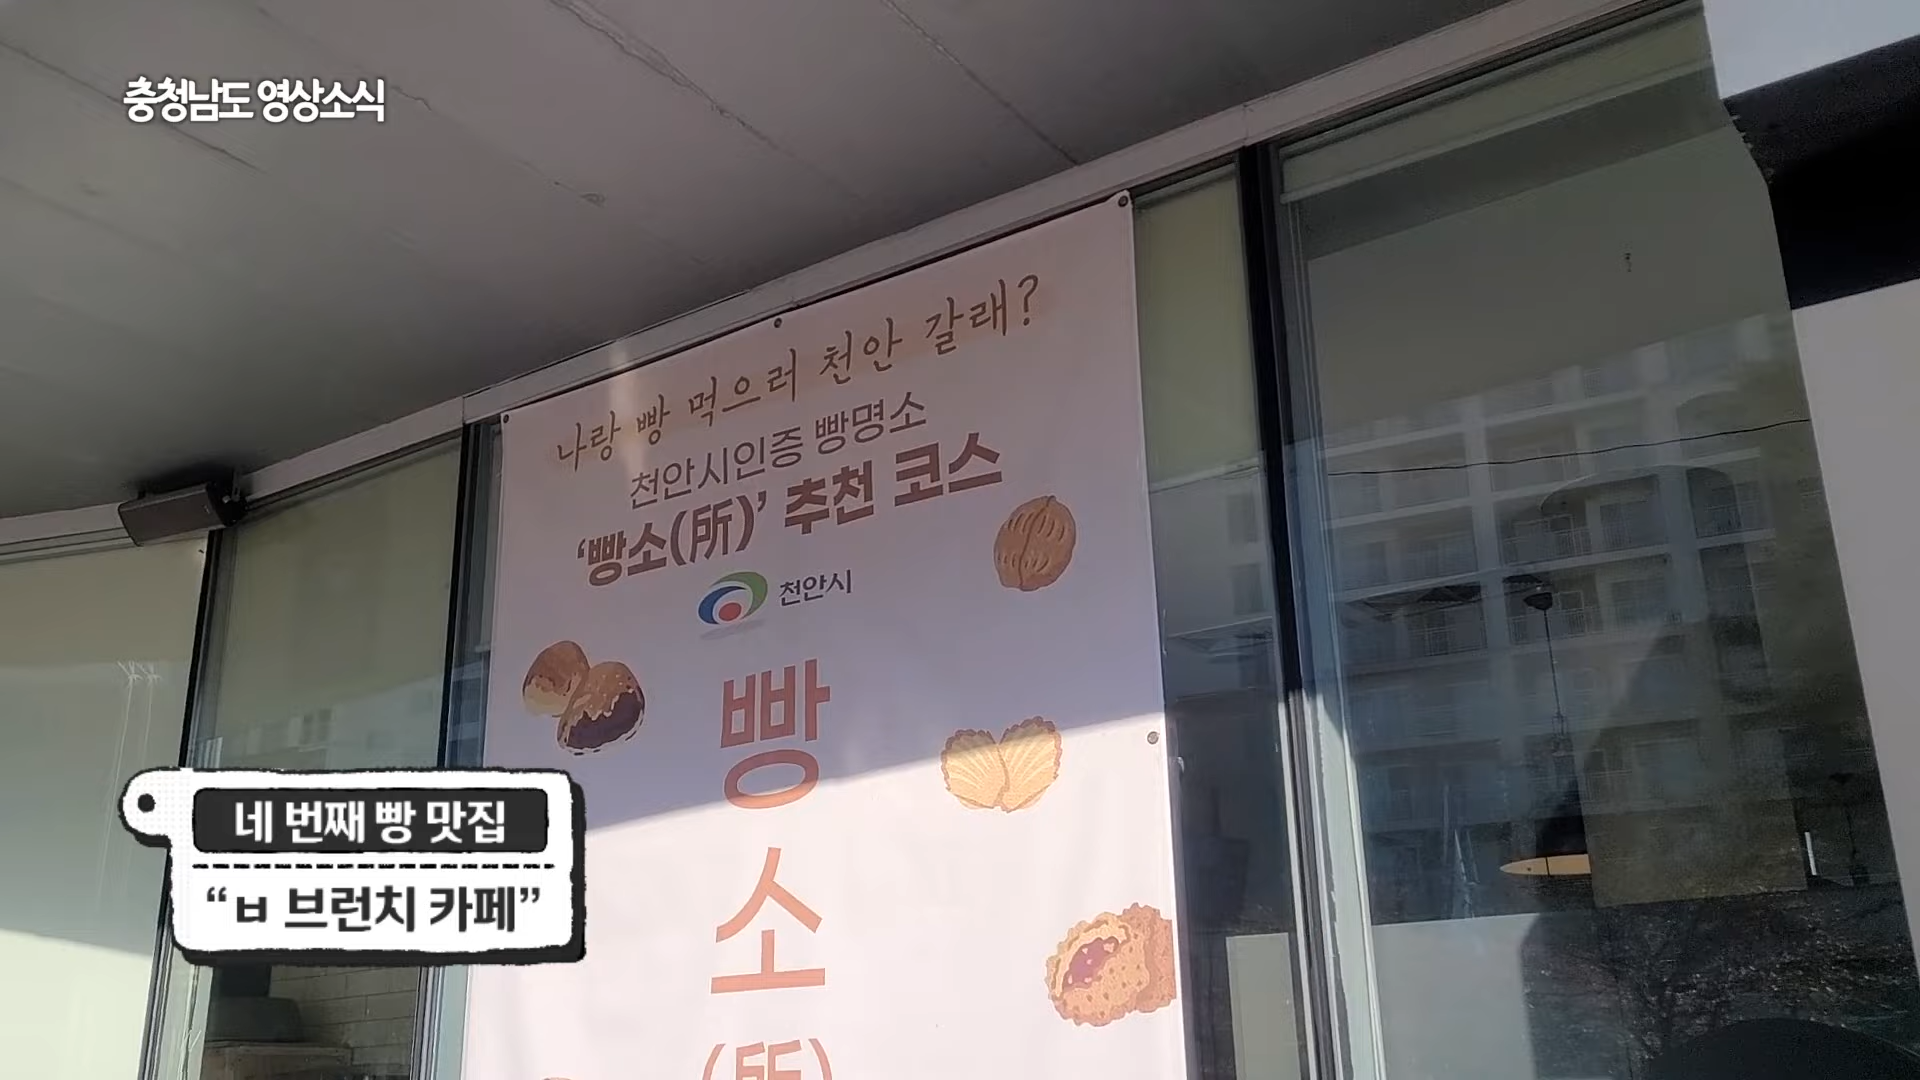 충청남도 영상소식
나랑 빵 먹으러 천안 갈래?
천안시인증 빵명소
‘빵소(所)’ 추천 코스
천안시
빵
소
(所)
네 번째 빵 맛집
“ㅂ 브런치 카페”